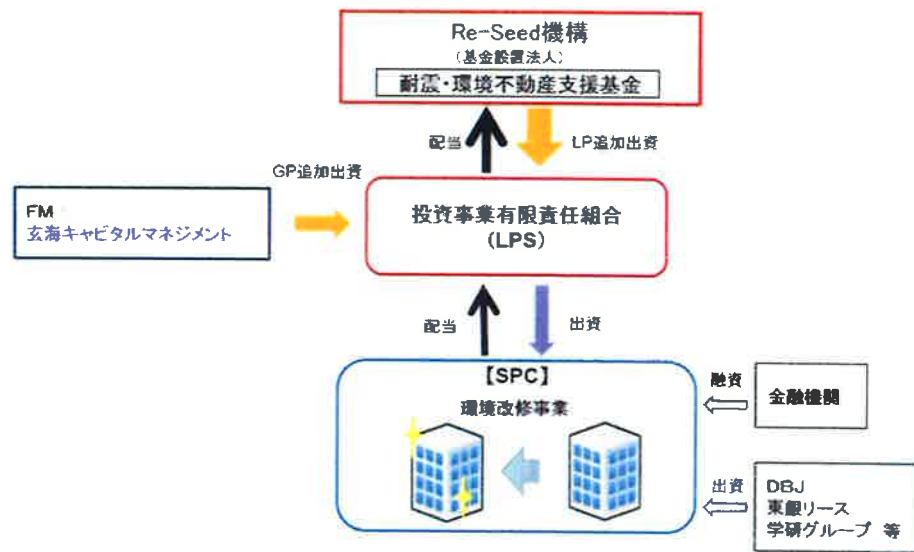 Re-Seed機構
(基金設置法人)
耐震・環境不動産支援基金
配当
LP追加出資
GP追加出資
FM
玄海キャピタルマネジメント
投資事業有限責任組合
(LPS)
配当
出資
【SPC】
環境改修事業
融資
金融機関
出資
DBJ
東銀リース
学研グループ 等